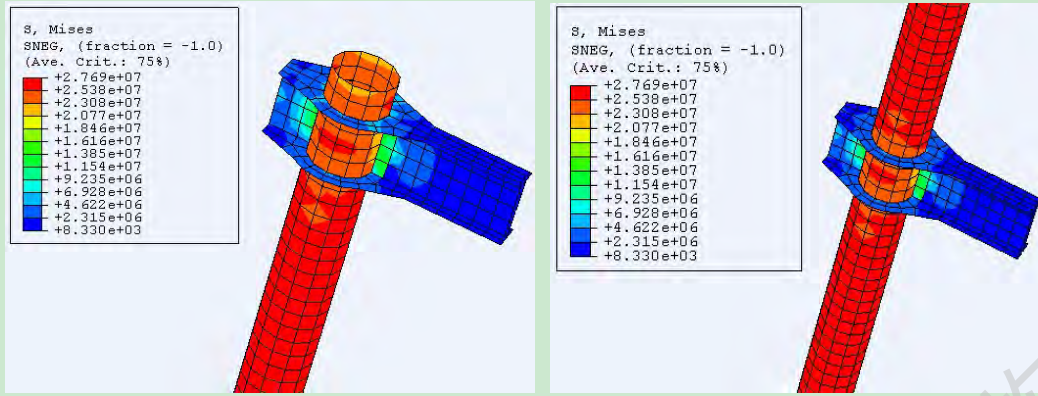 S, Mises
SNEG, (fraction = -1.0)
(Ave. Crit.: 75%)
+2.769e+07
+2.538e+07
+2.308e+07
+2.077e+07
+1.846e+07
+1.616e+07
+1.385e+07
+1.154e+07
+9.235e+06
+6.928e+06
+4.622e+06
+2.315e+06
+8.330e+03
S, Mises
SNEG, (fraction = -1.0)
(Ave. Crit.: 75%)
+2.769e+07
+2.538e+07
+2.308e+07
+2.077e+07
+1.846e+07
+1.616e+07
+1.385e+07
+1.154e+07
+9.235e+06
+6.928e+06
+4.622e+06
+2.315e+06
+8.330e+03